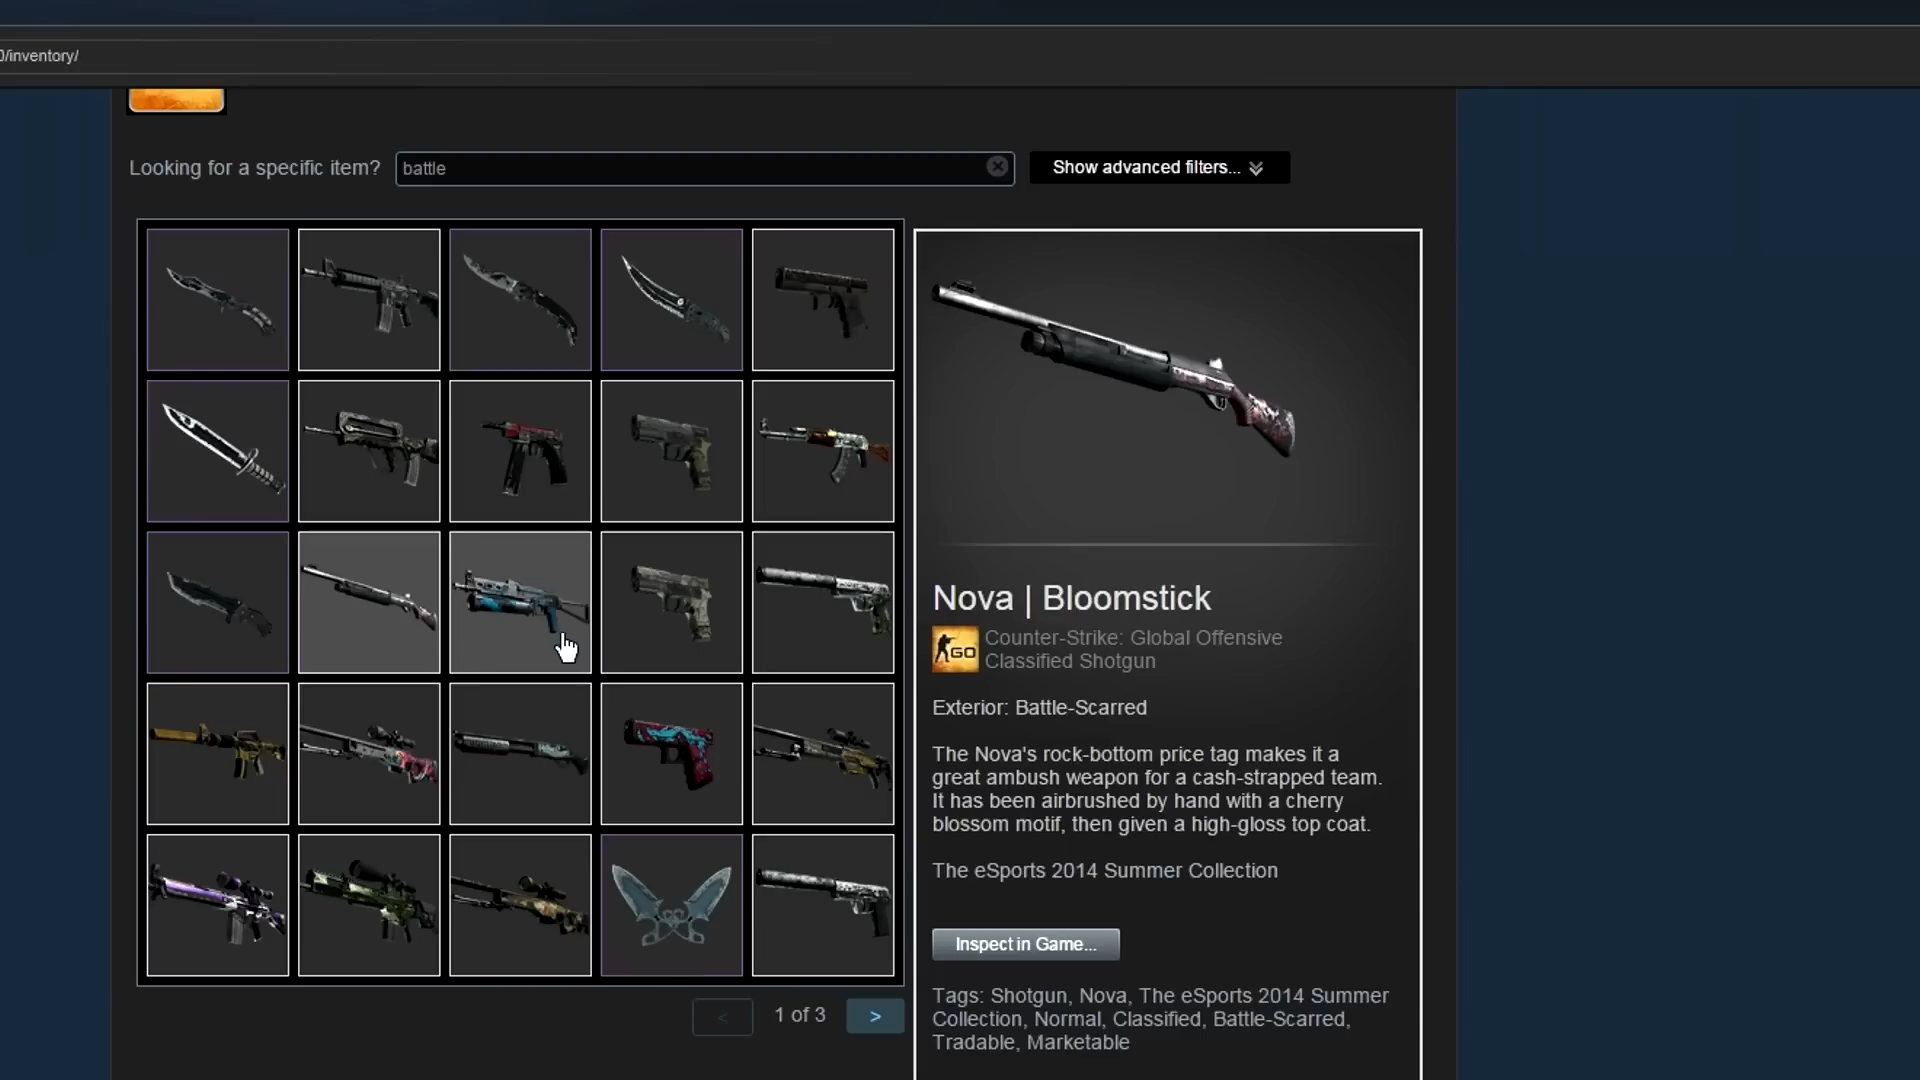 0/inventory/
Looking for a specific item?
battle
Show advanced filters...
Nova | Bloomstick
GO
Counter-Strike: Global Offensive
Classified Shotgun
Exterior: Battle-Scarred
The Nova's rock-bottom price tag makes it a
great ambush weapon for a cash-strapped team.
It has been airbrushed by hand with a cherry
blossom motif, then given a high-gloss top coat.
The eSports 2014 Summer Collection
Inspect in Game...
Tags: Shotgun, Nova, The eSports 2014 Summer
Collection, Normal, Classified, Battle-Scarred,
Tradable, Marketable
< 1 of 3 >